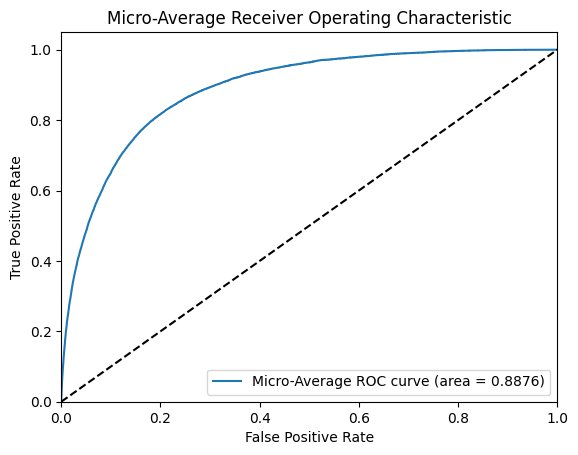 Micro-Average Receiver Operating Characteristic
True Positive Rate
1.0
0.8
0.6
0.4
0.2
0.0
Micro-Average ROC curve (area = 0.8876)
0.0 0.2 0.4 0.6 0.8 1.0
False Positive Rate